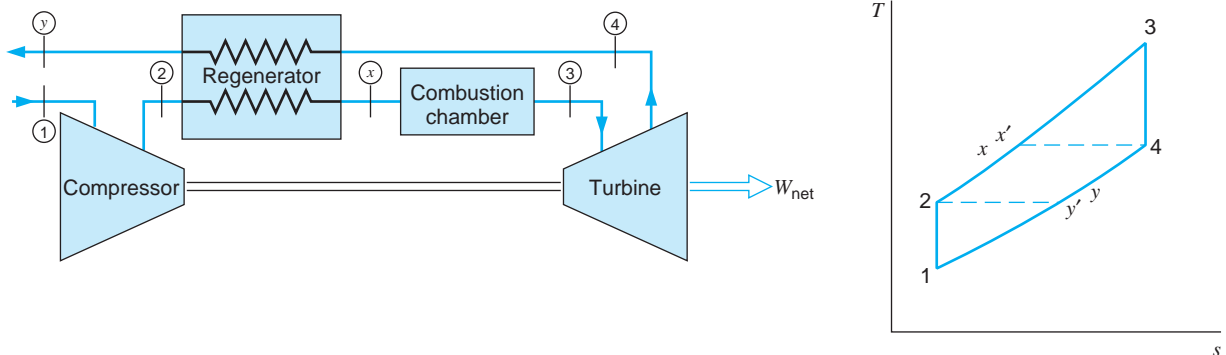 y
4
T
3
2
Regenerator
x
3
Combustion
chamber
1
x x′
4
Compressor
Turbine
W_net
2
y′ y
1
s